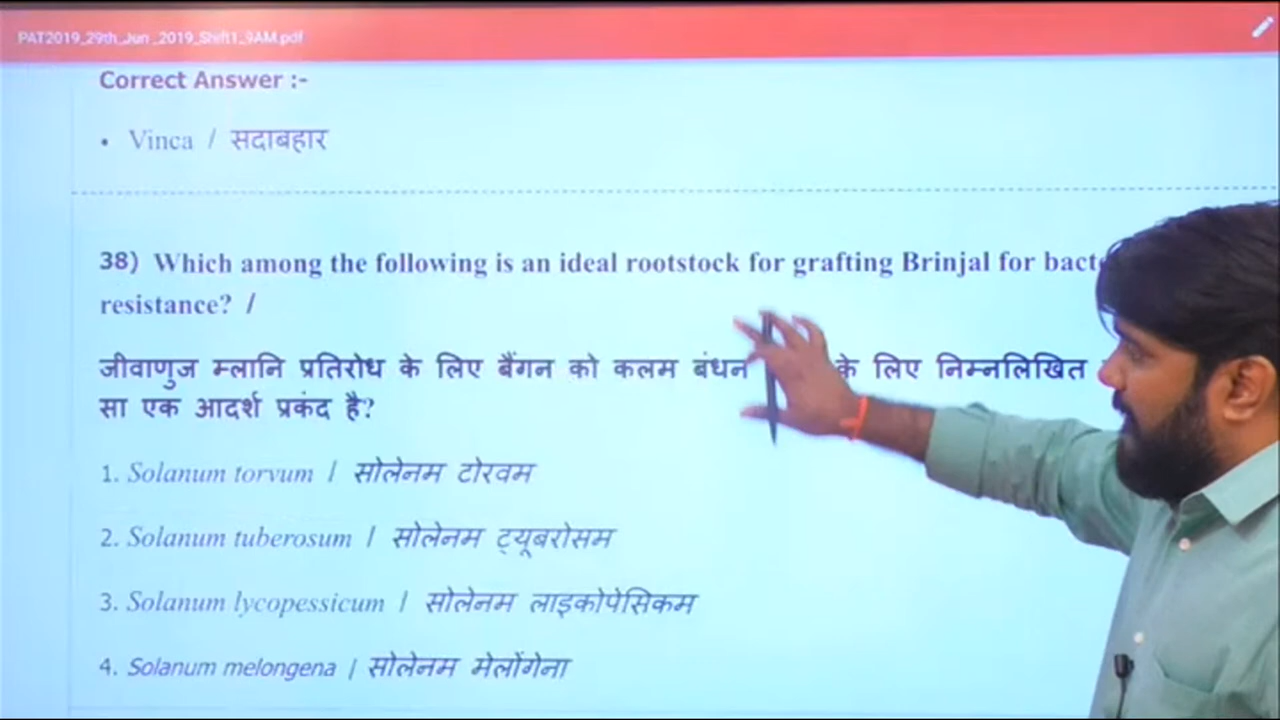 PAT2019_29th_Jun_2019_Shift1_9AM.pdf
Correct Answer :-
• Vinca / सदाबहार
38) Which among the following is an ideal rootstock for grafting Brinjal for
resistance? /
जीवाणुज म्लानि प्रतिरोध के लिए बैंगन को कलम बंधन के लिए निम्नलिखित
सा एक आदर्श प्रकंद है?
1. Solanum torvum / सोलेनम टोरवम
2. Solanum tuberosum / सोलेनम ट्यूबरोसम
3. Solanum lycopessicum / सोलेनम लाइकोपेसिकम
4. Solanum melongena / सोलेनम मेलोंगेना